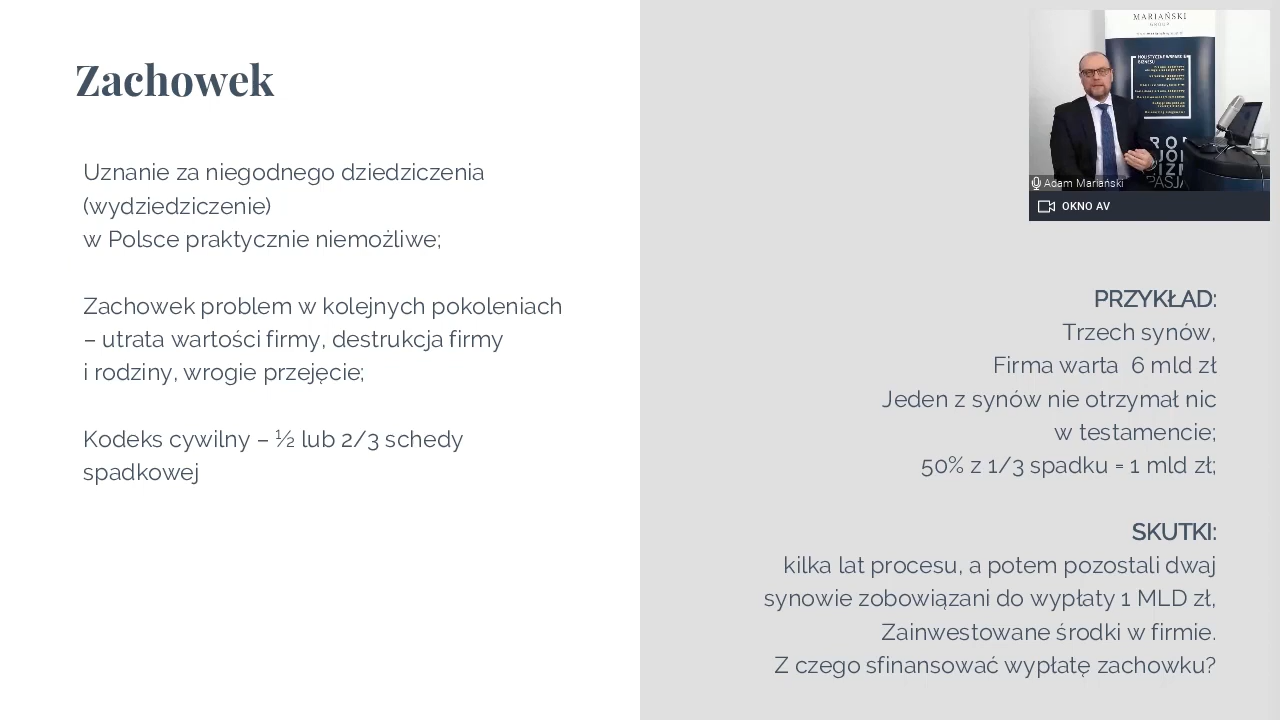 Zachowek
Uznanie za niegodnego dziedziczenia
(wydziedziczenie)
w Polsce praktycznie niemożliwe;
Zachowek problem w kolejnych pokoleniach
– utrata wartości firmy, destrukcja firmy
i rodziny, wrogie przejęcie;
Kodeks cywilny – ½ lub 2/3 schedy
spadkowej
MARIAŃSKI
GROUP
Adam Mariański
OKNO AV
PRZYKŁAD:
Trzech synów,
Firma warta  6 mld zł
Jeden z synów nie otrzymał nic
w testamencie;
50% z 1/3 spadku = 1 mld zł;
SKUTKI:
kilka lat procesu, a potem pozostali dwaj
synowie zobowiązani do wypłaty 1 MLD zł,
Zainwestowane środki w firmie.
Z czego sfinansować wypłatę zachowku?